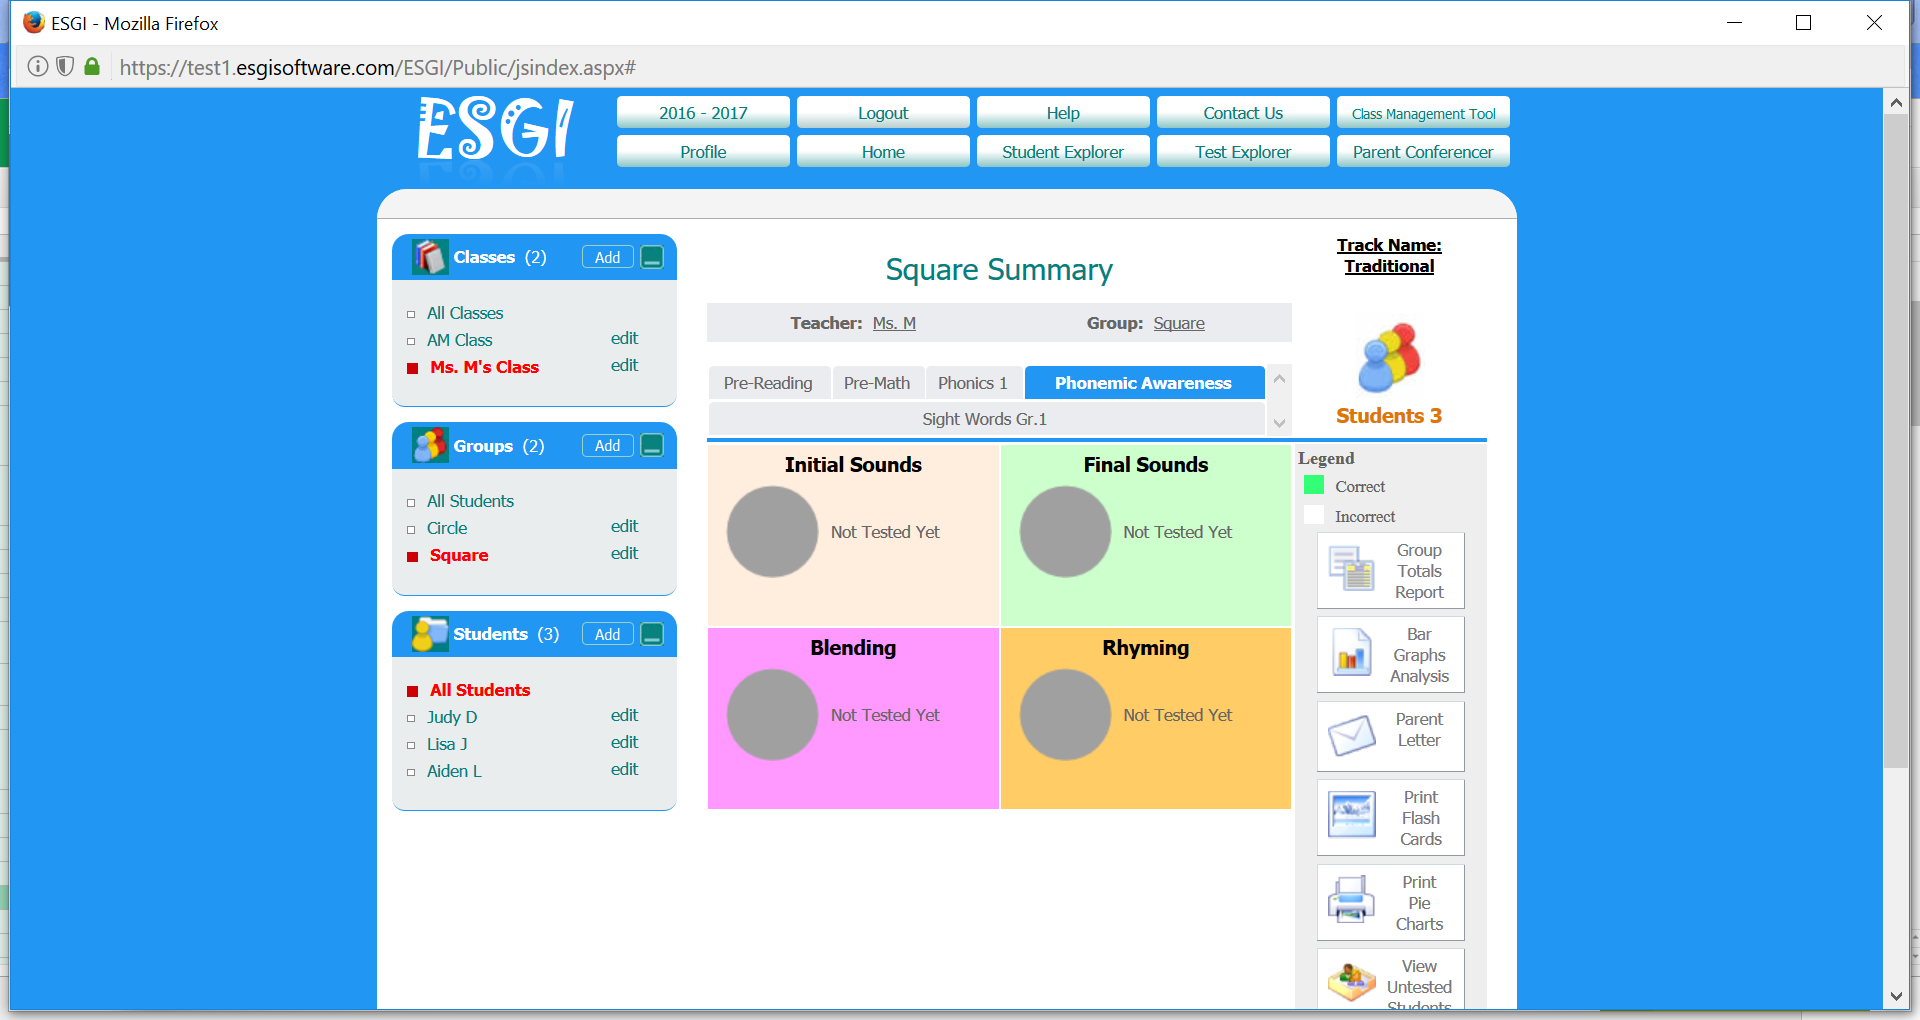 ESGI - Mozilla Firefox
https://test1.esgisoftware.com/ESGI/Public/jsindex.aspx#
ESGI
2016 - 2017
Logout
Help
Contact Us
Class Management Tool
Profile
Home
Student Explorer
Test Explorer
Parent Conferencer
Classes (2)
Add
All Classes
AM Class edit
Ms. M's Class edit
Groups (2)
Add
All Students
Circle edit
Square edit
Students (3)
Add
All Students
Judy D edit
Lisa J edit
Aiden L edit
Square Summary
Teacher: Ms. M
Group: Square
Pre-Reading
Pre-Math
Phonics 1
Phonemic Awareness
Sight Words Gr.1
Initial Sounds
Not Tested Yet
Final Sounds
Not Tested Yet
Blending
Not Tested Yet
Rhyming
Not Tested Yet
Track Name:
Traditional
Students 3
Legend
Correct
Incorrect
Group
Totals
Report
Bar
Graphs
Analysis
Parent
Letter
Print
Flash
Cards
Print
Pie
Charts
View
Untested
Students